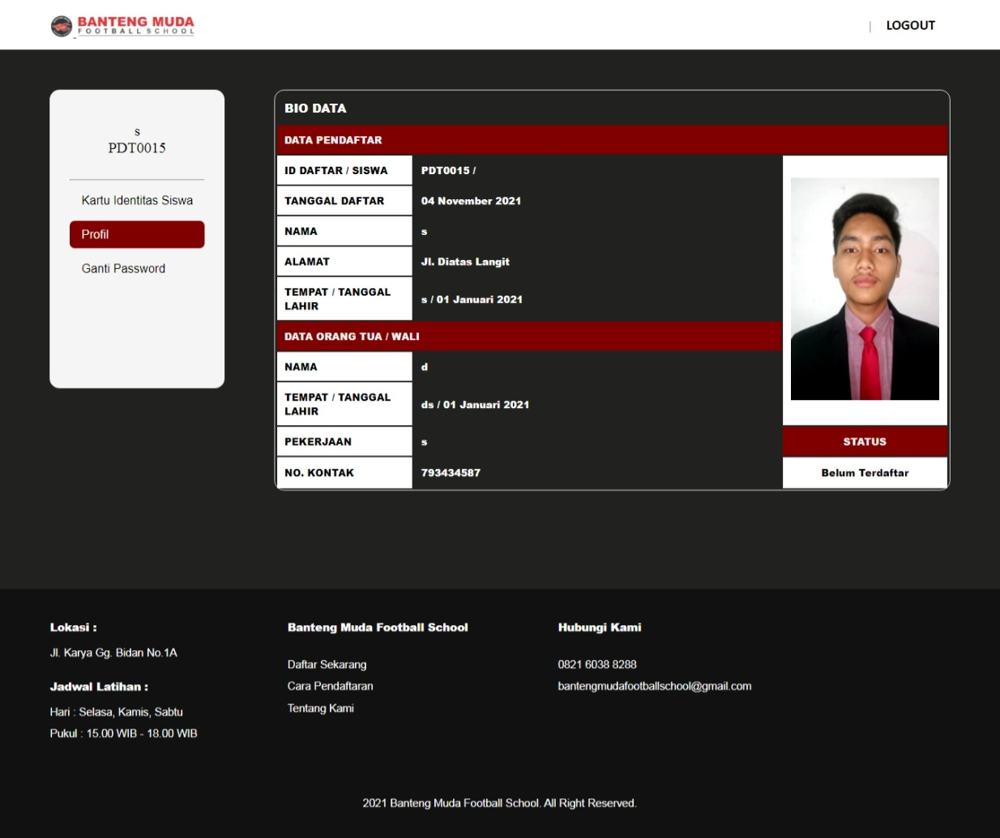 BANTENG MUDA
FOOTBALL SCHOOL
| LOGOUT
s
PDT0015
Kartu Identitas Siswa
Profil
Ganti Password
BIO DATA
DATA PENDAFTAR
ID DAFTAR / SISWA PDT0015 /
TANGGAL DAFTAR 04 November 2021
NAMA s
ALAMAT Jl. Diatas Langit
TEMPAT / TANGGAL
LAHIR s / 01 Januari 2021
DATA ORANG TUA / WALI
NAMA d
TEMPAT / TANGGAL
LAHIR ds / 01 Januari 2021
PEKERJAAN s
NO. KONTAK 793434587
STATUS
Belum Terdaftar
Lokasi :
Jl. Karya Gg. Bidan No.1A
Jadwal Latihan :
Hari : Selasa, Kamis, Sabtu
Pukul : 15.00 WIB - 18.00 WIB
Banteng Muda Football School
Daftar Sekarang
Cara Pendaftaran
Tentang Kami
Hubungi Kami
0821 6038 8288
bantengmudafootballschool@gmail.com
2021 Banteng Muda Football School. All Right Reserved.